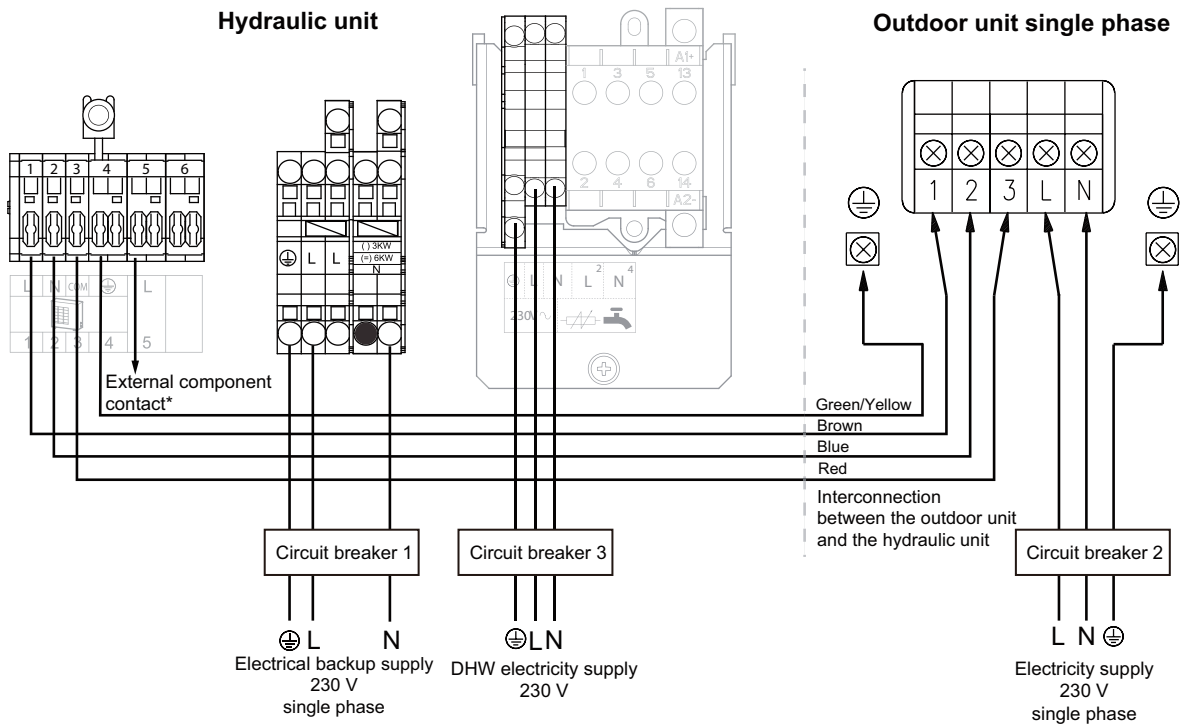 Hydraulic unit
Outdoor unit single phase
A1+
1 3 5 13
2 4 6 14
A2-
1 2 3 4 5 6
L N COM L
1 2 3 4 5
L L
( ) 3KW
(=) 6KW
N
L N L 2 N 4
230V ~
1 2 3 L N
External component
contact*
Green/Yellow
Brown
Blue
Red
Interconnection
between the outdoor unit
and the hydraulic unit
Circuit breaker 1
Circuit breaker 3
Circuit breaker 2
L N
Electrical backup supply
230 V
single phase
L N
DHW electricity supply
230 V
L N
Electricity supply
230 V
single phase